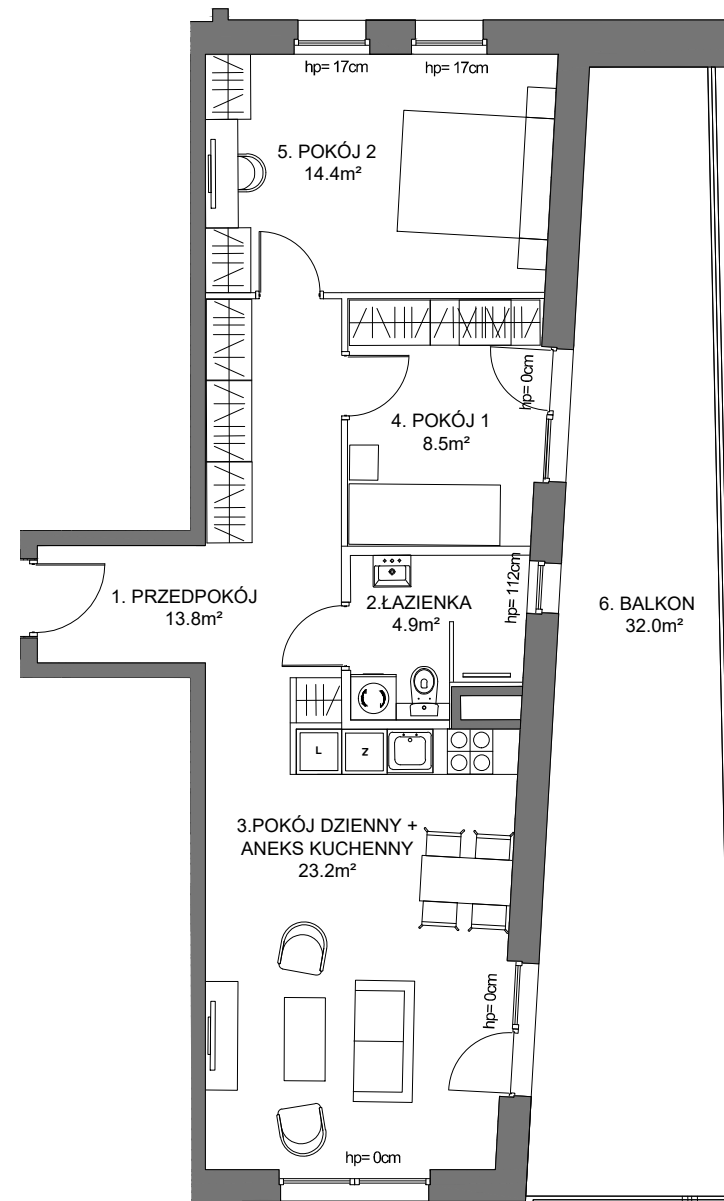 hp= 17cm
hp= 17cm
5. POKÓJ 2
14.4m²
hp= 0cm
4. POKÓJ 1
8.5m²
hp= 112cm
1. PRZEDPOKÓJ
13.8m²
2.ŁAZIENKA
4.9m²
6. BALKON
32.0m²
L
Z
3.POKÓJ DZIENNY +
ANEKS KUCHENNY
23.2m²
hp= 0cm
hp= 0cm